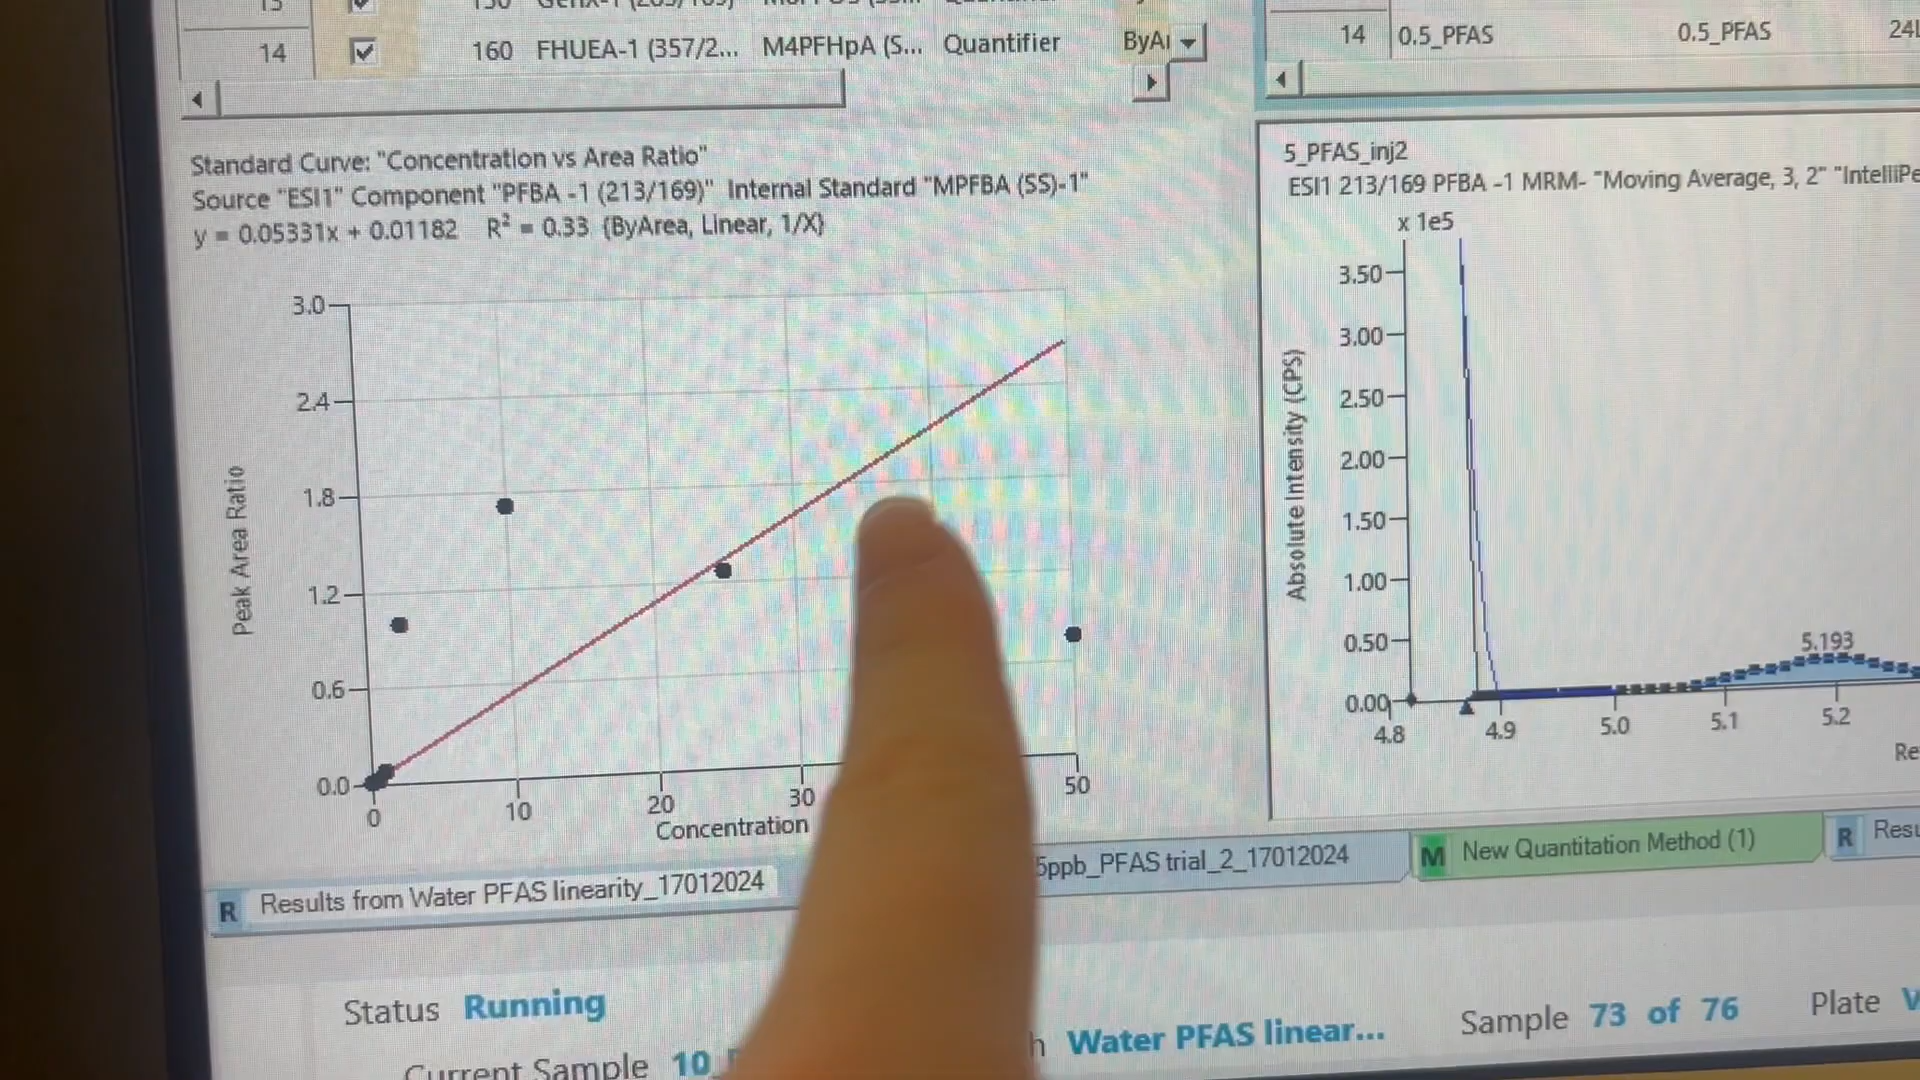 14 160 FHUEA-1 (357/2... M4PFHpA (S... Quantifier
14 0.5_PFAS 0.5_PFAS
Standard Curve: "Concentration vs Area Ratio"
Source "ESI1" Component "PFBA -1 (213/169)" Internal Standard "MPFBA (SS)-1"
y = 0.05331x + 0.01182 R² = 0.33 (ByArea, Linear, 1/X)
3.0
2.4
1.8
1.2
0.6
0.0
Peak Area Ratio
0 10 20 30 50
Concentration
5_PFAS_inj2
ESI1 213/169 PFBA -1 MRM- "Moving Average, 3, 2"
x 1e5
3.50
3.00
2.50
2.00
1.50
1.00
0.50
0.00
Absolute Intensity (CPS)
5.193
4.8 4.9 5.0 5.1 5.2
R Results from Water PFAS linearity_17012024
5ppb_PFAS trial_2_17012024
M New Quantitation Method (1)
R
Status Running
Current Sample 10
Water PFAS linear...
Sample 73 of 76
Plate